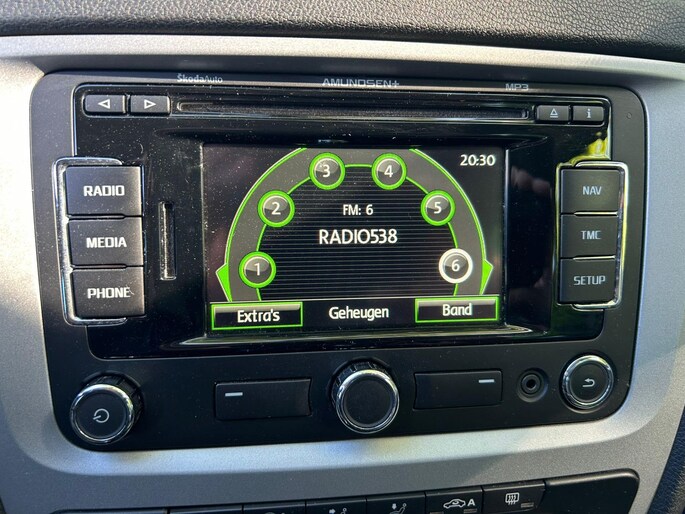 ŠkodaAuto
AMUNDSEN+
MP3
i
RADIO
MEDIA
PHONE
20:30
3 4
2 5
FM: 6
RADIO538
1 6
Extra's Geheugen Band
NAV
TMC
SETUP
A